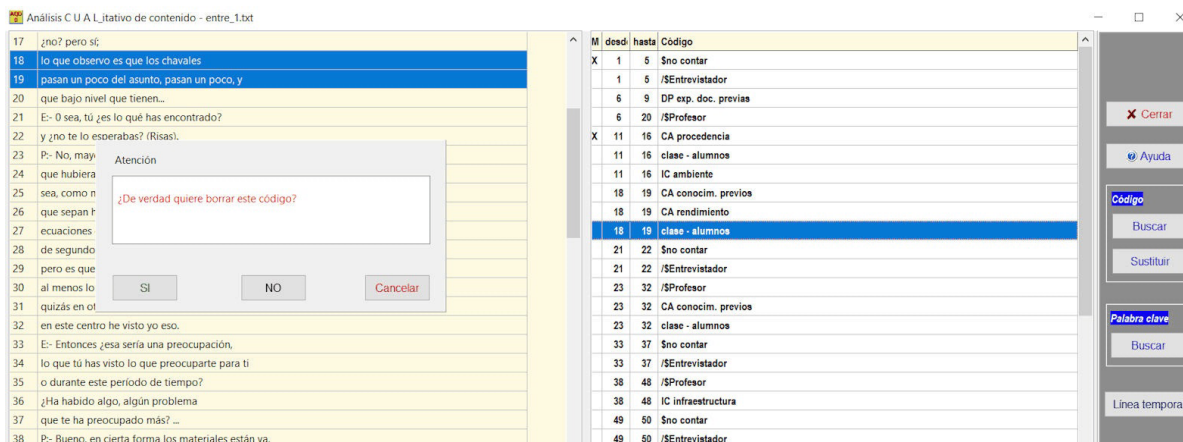 Análisis C U A L_itativo de contenido - entre_1.txt
17 ¿no? pero sí;
18 lo que observo es que los chavales
19 pasan un poco del asunto, pasan un poco, y
20 que bajo nivel que tienen...
21 E:- 0 sea, tú ¿es lo qué has encontrado?
22 y ¿no te lo esperabas? (Risas).
23 P:- No, may
24 que hubiera
25 sea, como
26 que sepan
27 ecuaciones
28 de segundo
29 pero es que
30 al menos lo
31 quizás en
32 en este centro he visto yo eso.
33 E:- Entonces ¿esa sería una preocupación,
34 lo que tú has visto lo que preocuparte para ti
35 o durante este período de tiempo?
36 ¿Ha habido algo, algún problema
37 que te ha preocupado más? ...
38 P:- Bueno, en cierta forma los materiales están ya.
Atención
¿De verdad quiere borrar este código?
SI
NO
Cancelar
M desde hasta Código
X 1 5 $no contar
1 5 /$Entrevistador
6 9 DP exp. doc. previas
6 20 /$Profesor
X 11 16 CA procedencia
11 16 clase - alumnos
11 16 IC ambiente
18 19 CA conocim. previos
18 19 CA rendimiento
18 19 clase - alumnos
21 22 $no contar
21 22 /$Entrevistador
23 32 /$Profesor
23 32 CA conocim. previos
23 32 clase - alumnos
33 37 $no contar
33 37 /$Entrevistador
38 48 /$Profesor
38 48 IC infraestructura
49 50 $no contar
49 50 /$Entrevistador
Cerrar
Ayuda
Código
Buscar
Sustituir
Palabra clave
Buscar
Línea tempora